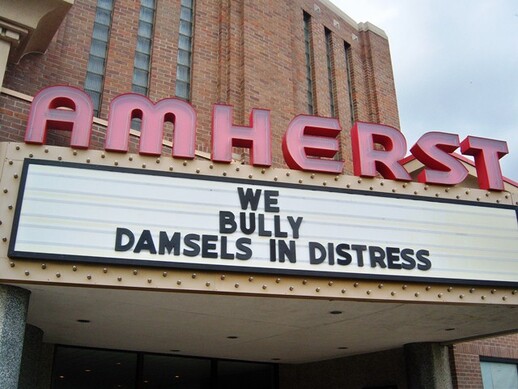 AMHERST
WE
BULLY
DAMSELS IN DISTRESS